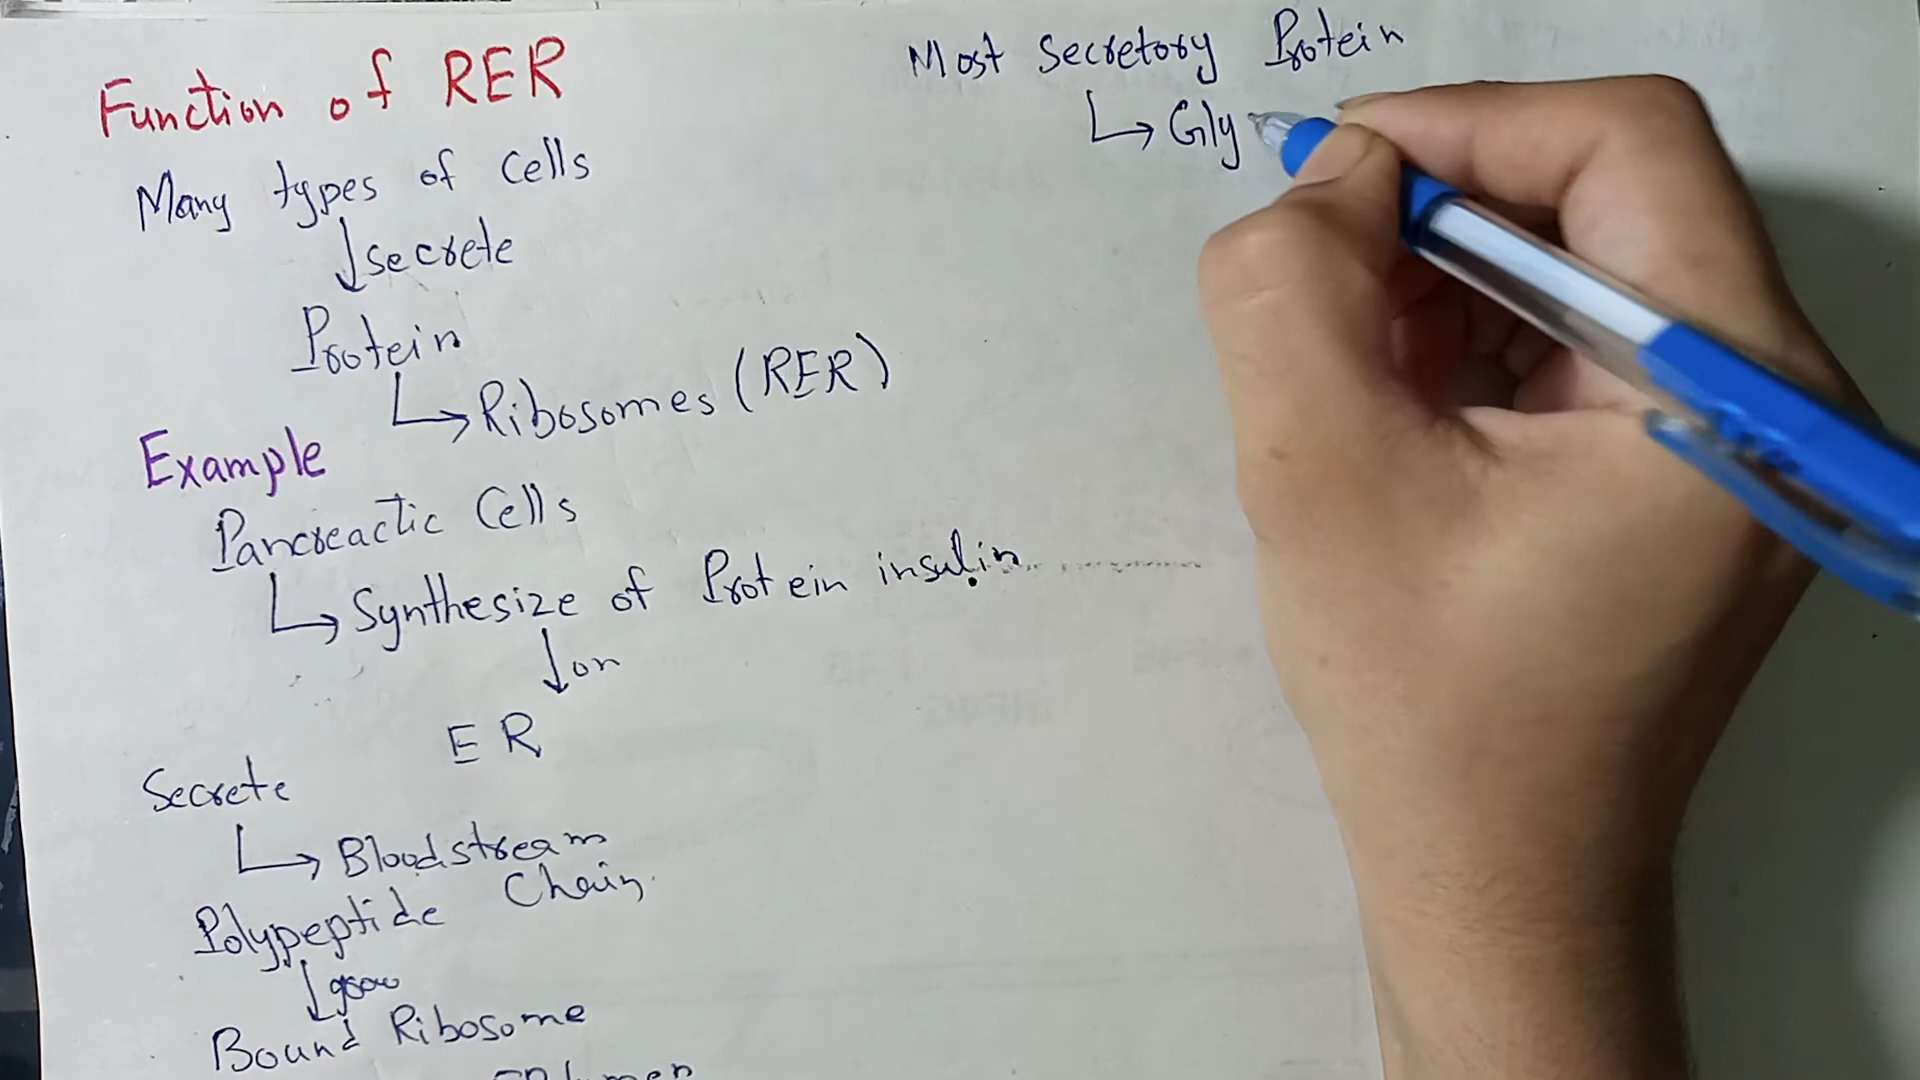 Function of RER
Many types of cells
↓ secrete
Protein
↳ Ribosomes (RER)
Example
Pancreactic Cells
↳ Synthesize of Protein insulin
↓ on
ER
Secrete
↳ Bloodstream
Polypeptide Chain
↓ grow
Bound Ribosome
Most Secretory Protein
↳ Gly